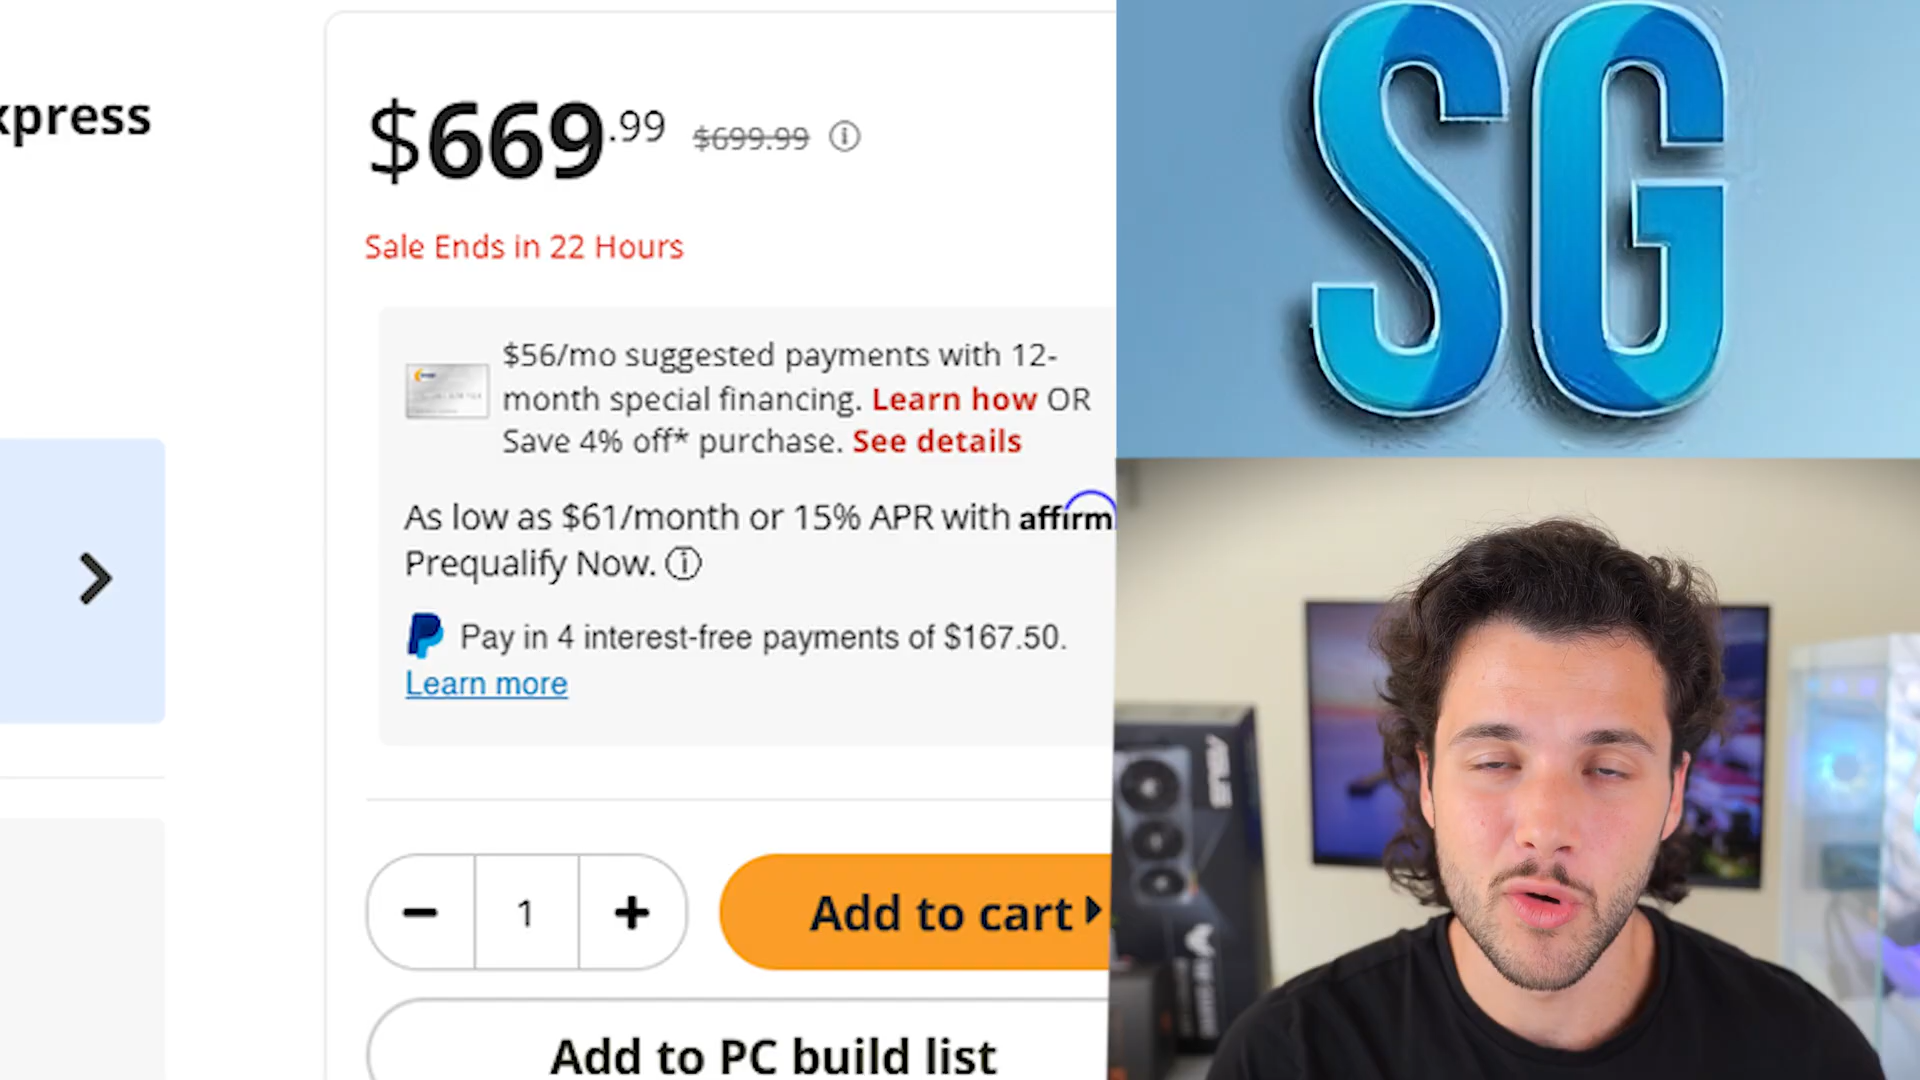 xpress
$669.99 $699.99
Sale Ends in 22 Hours
$56/mo suggested payments with 12-
month special financing. Learn how OR
Save 4% off* purchase. See details
As low as $61/month or 15% APR with affirm
Prequalify Now.
Pay in 4 interest-free payments of $167.50.
Learn more
1
Add to cart
Add to PC build list
SG
ASUS